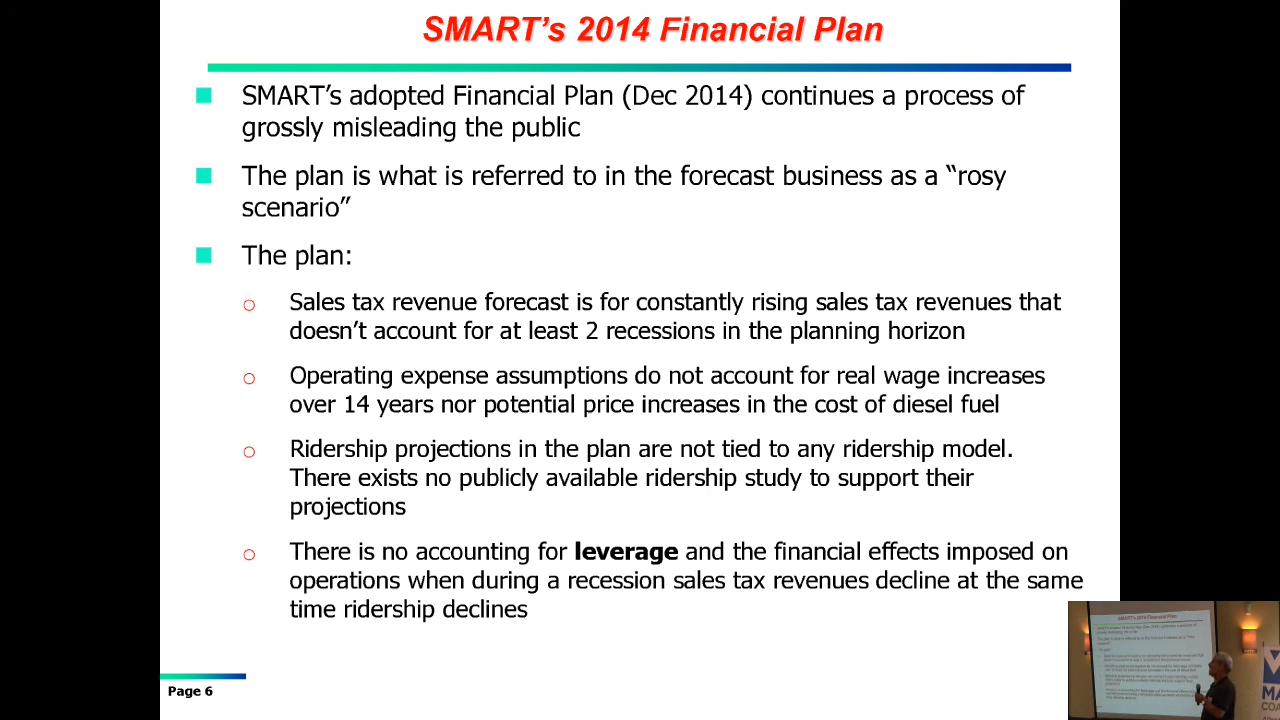 SMART’s 2014 Financial Plan
SMART’s adopted Financial Plan (Dec 2014) continues a process of
grossly misleading the public
The plan is what is referred to in the forecast business as a “rosy
scenario”
The plan:
Sales tax revenue forecast is for constantly rising sales tax revenues that
doesn’t account for at least 2 recessions in the planning horizon
Operating expense assumptions do not account for real wage increases
over 14 years nor potential price increases in the cost of diesel fuel
Ridership projections in the plan are not tied to any ridership model.
There exists no publicly available ridership study to support their
projections
There is no accounting for leverage and the financial effects imposed on
operations when during a recession sales tax revenues decline at the same
time ridership declines
Page 6
SMART's 2014 Financial Plan
MA
COA